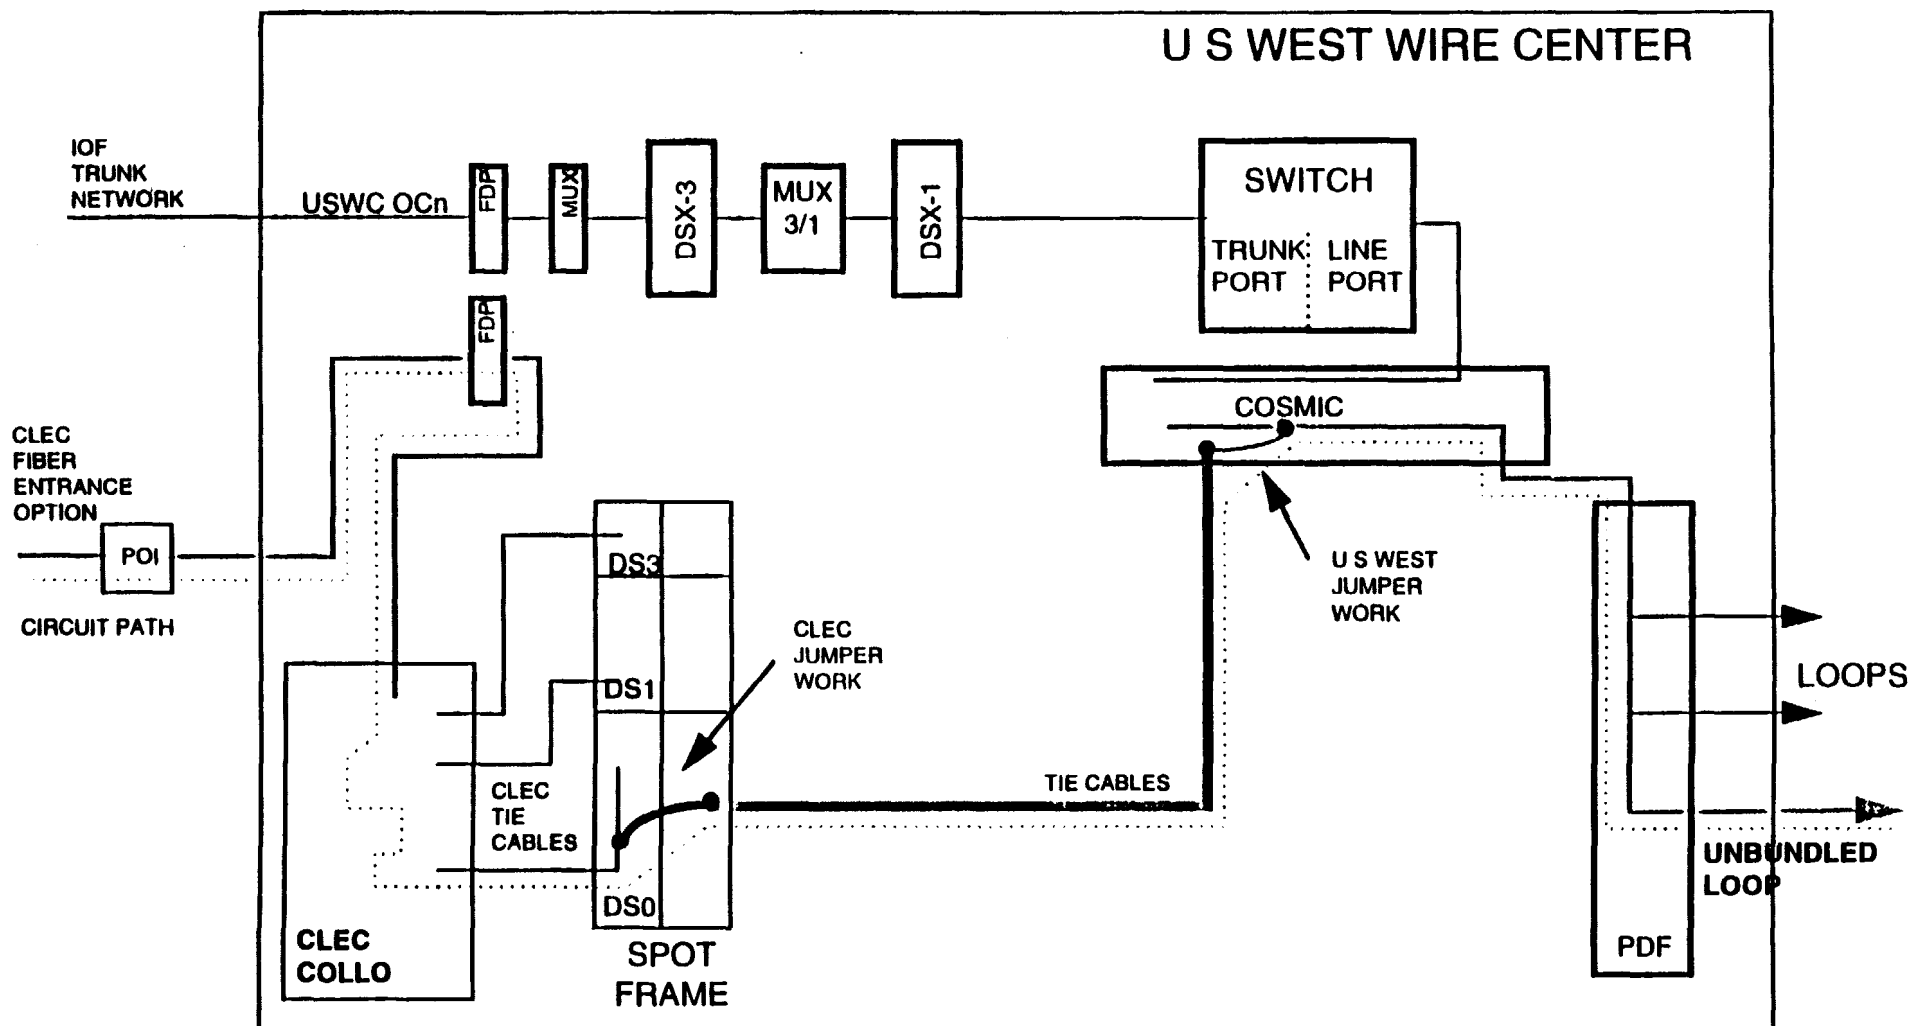 U S WEST WIRE CENTER
IOF
TRUNK
NETWORK
USWC OCn
FDP
MUX
DSX-3
MUX
3/1
DSX-1
SWITCH
TRUNK
PORT
LINE
PORT
FDP
COSMIC
CLEC
FIBER
ENTRANCE
OPTION
POI
CIRCUIT PATH
DS3
DS1
DS0
CLEC
JUMPER
WORK
U S WEST
JUMPER
WORK
LOOPS
CLEC
TIE
CABLES
TIE CABLES
UNBUNDLED
LOOP
CLEC
COLLO
SPOT
FRAME
PDF